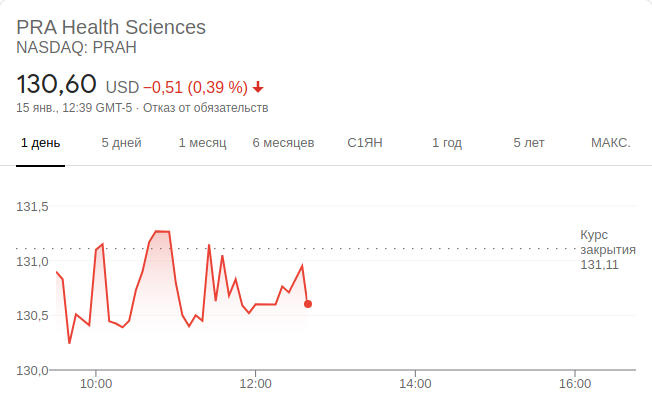 PRA Health Sciences
NASDAQ: PRAH
130,60 USD −0,51 (0,39 %)
15 янв., 12:39 GMT-5 · Отказ от обязательств
1 день 5 дней 1 месяц 6 месяцев С1ЯН 1 год 5 лет МАКС.
131,5
Курс
закрытия
131,11
131,0
130,5
130,0
10:00 12:00 14:00 16:00